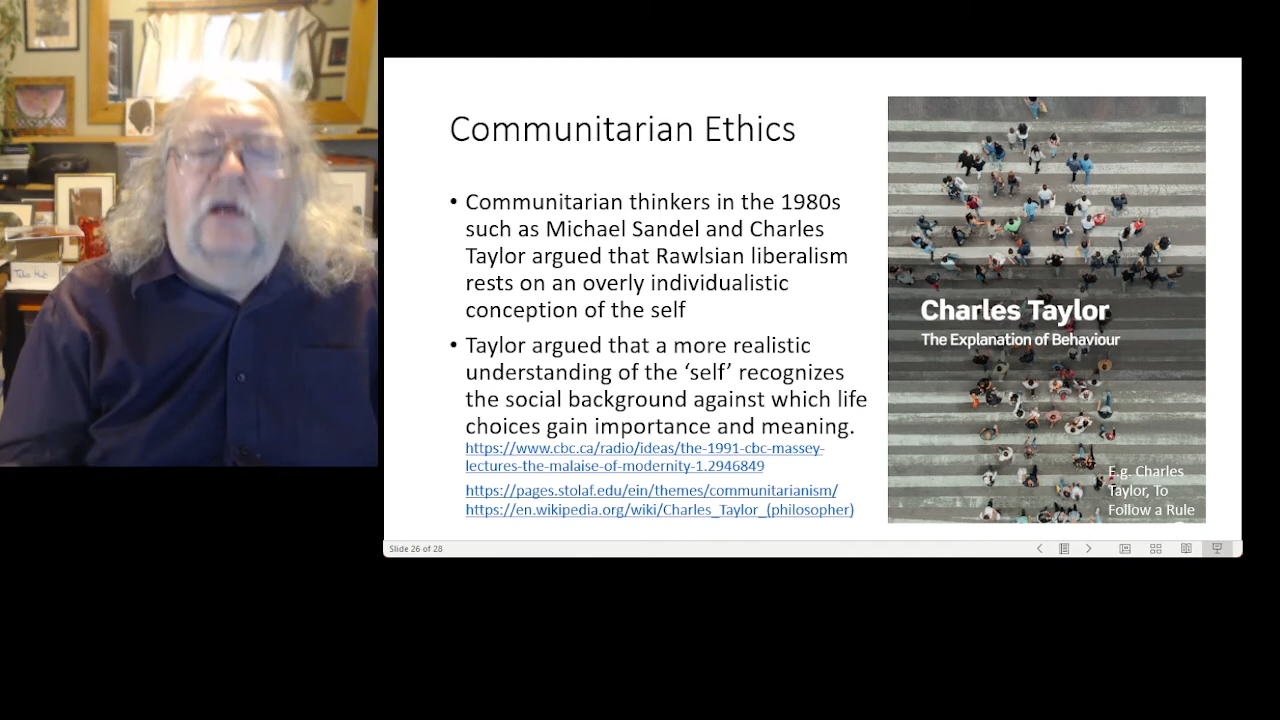 Communitarian Ethics
• Communitarian thinkers in the 1980s
such as Michael Sandel and Charles
Taylor argued that Rawlsian liberalism
rests on an overly individualistic
conception of the self
• Taylor argued that a more realistic
understanding of the ‘self’ recognizes
the social background against which life
choices gain importance and meaning.
https://www.cbc.ca/radio/ideas/the-1991-cbc-massey-
lectures-the-malaise-of-modernity-1.2946849
https://pages.stolaf.edu/ein/themes/communitarianism/
https://en.wikipedia.org/wiki/Charles_Taylor_(philosopher)
Charles Taylor
The Explanation of Behaviour
E.g. Charles
Taylor, To
Follow a Rule
Slide 26 of 28